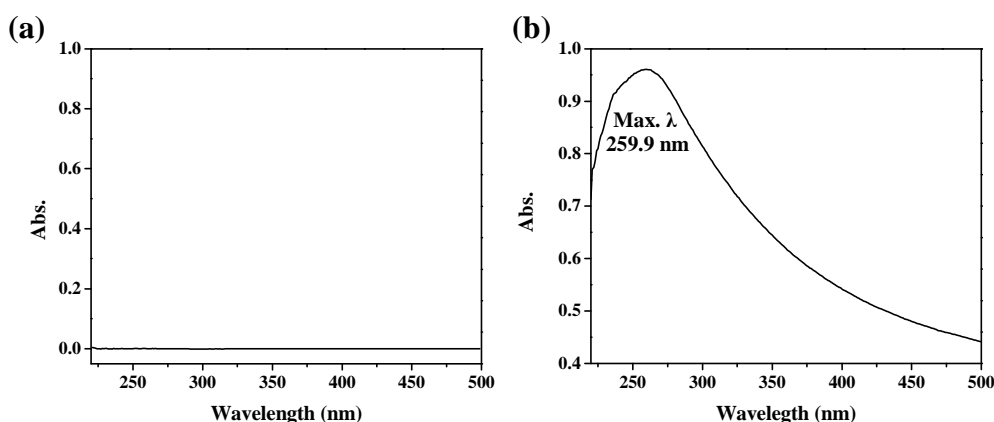 (a)
1.0
0.8
0.6
0.4
0.2
0.0
Abs.
250 300 350 400 450 500
Wavelength (nm)
(b)
1.0
0.9
0.8
0.7
0.6
0.5
0.4
Abs.
Max. λ
259.9 nm
250 300 350 400 450 500
Wavelegth (nm)